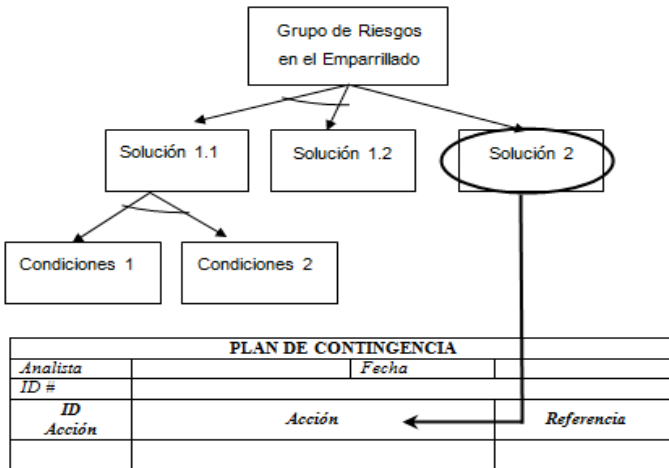 Grupo de Riesgos
en el Emparrillado
Solución 1.1
Solución 1.2
Solución 2
Condiciones 1
Condiciones 2
PLAN DE CONTINGENCIA
Analista
Fecha
ID #
ID
Acción
Acción
Referencia